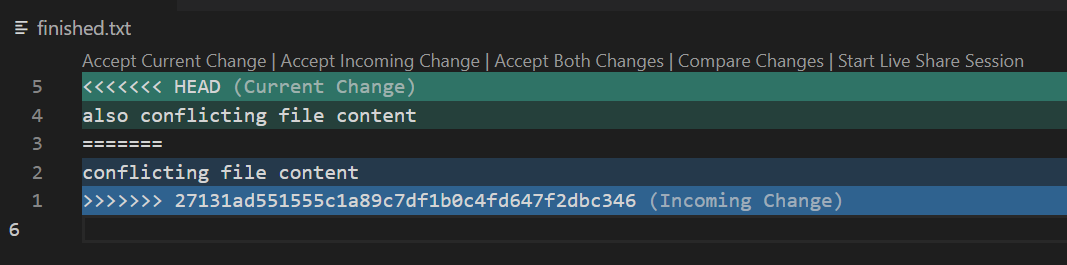 finished.txt
Accept Current Change | Accept Incoming Change | Accept Both Changes | Compare Changes | Start Live Share Session
5 <<<<<<< HEAD (Current Change)
4 also conflicting file content
3 =======
2 conflicting file content
1 >>>>>>> 27131ad551555c1a89c7df1b0c4fd647f2dbc346 (Incoming Change)
6